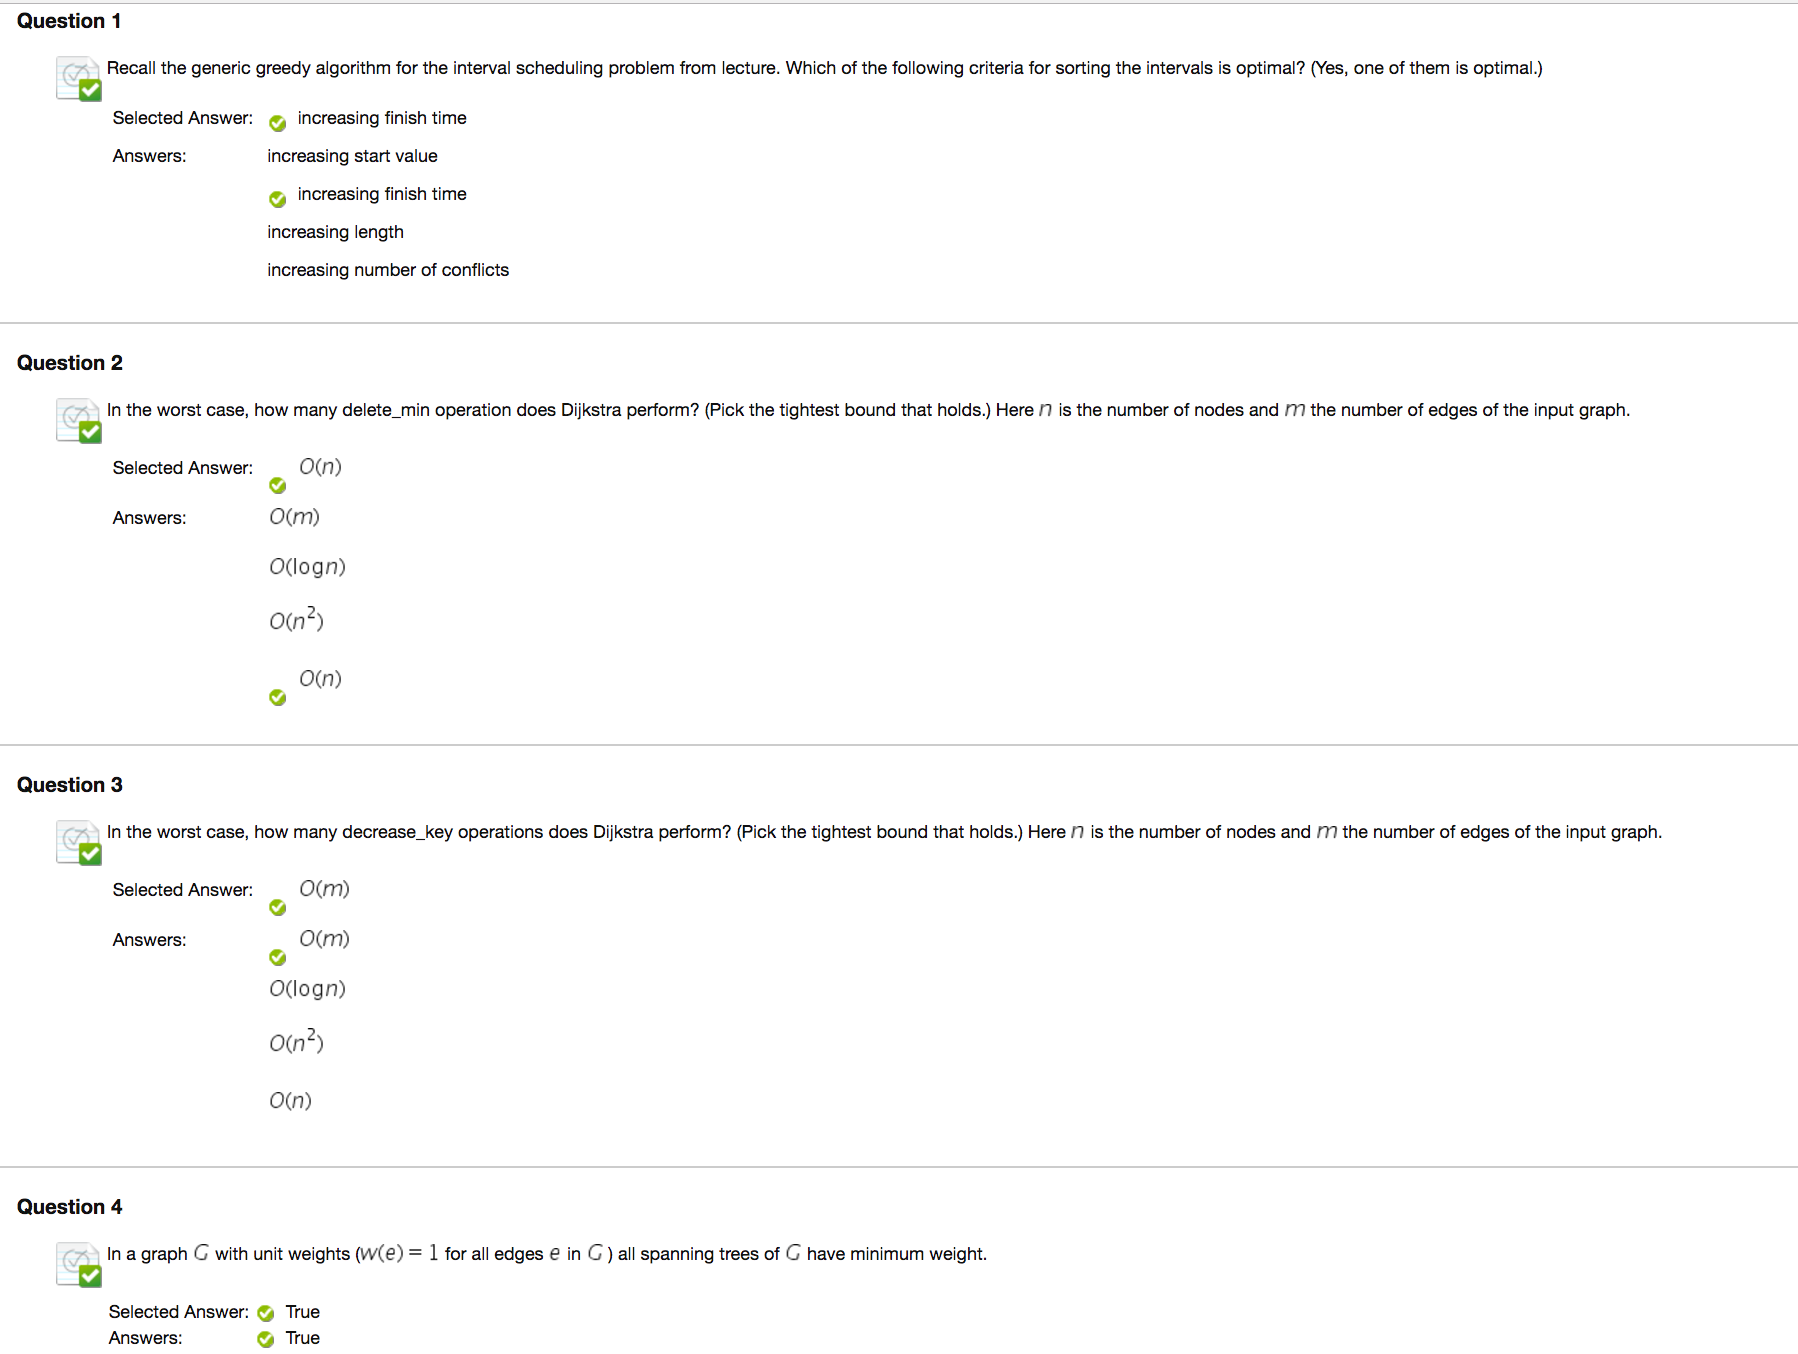 Question 1
Recall the generic greedy algorithm for the interval scheduling problem from lecture. Which of the following criteria for sorting the intervals is optimal? (Yes, one of them is optimal.)
Selected Answer: increasing finish time
Answers: increasing start value
increasing finish time
increasing length
increasing number of conflicts
Question 2
In the worst case, how many delete_min operation does Dijkstra perform? (Pick the tightest bound that holds.) Here n is the number of nodes and m the number of edges of the input graph.
Selected Answer: O(n)
Answers: O(m)
O(logn)
O(n²)
O(n)
Question 3
In the worst case, how many decrease_key operations does Dijkstra perform? (Pick the tightest bound that holds.) Here n is the number of nodes and m the number of edges of the input graph.
Selected Answer: O(m)
Answers: O(m)
O(logn)
O(n²)
O(n)
Question 4
In a graph G with unit weights (w(e) = 1 for all edges e in G) all spanning trees of G have minimum weight.
Selected Answer: True
Answers: True